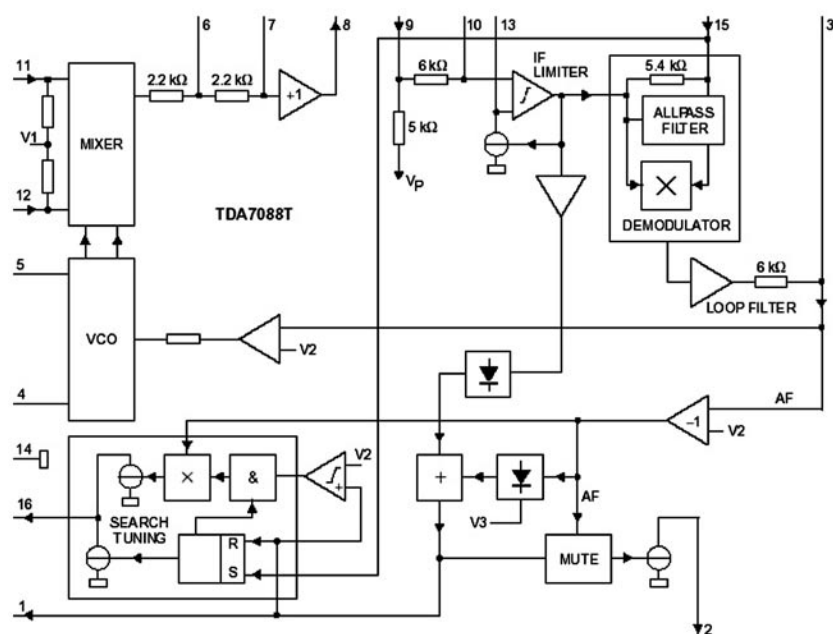 6 7 8 9 10 13 15 3
11
2.2 kΩ 2.2 kΩ
+1
6 kΩ
IF
LIMITER
5.4 kΩ
V1
MIXER
5 kΩ
ALLPASS
FILTER
12
VP
×
TDA7088T
DEMODULATOR
5
6 kΩ
LOOP FILTER
VCO
V2
4
AF
–1
V2
14
V2
×
&
+
+
AF
16
SEARCH
TUNING
V3
R
S
MUTE
1
2